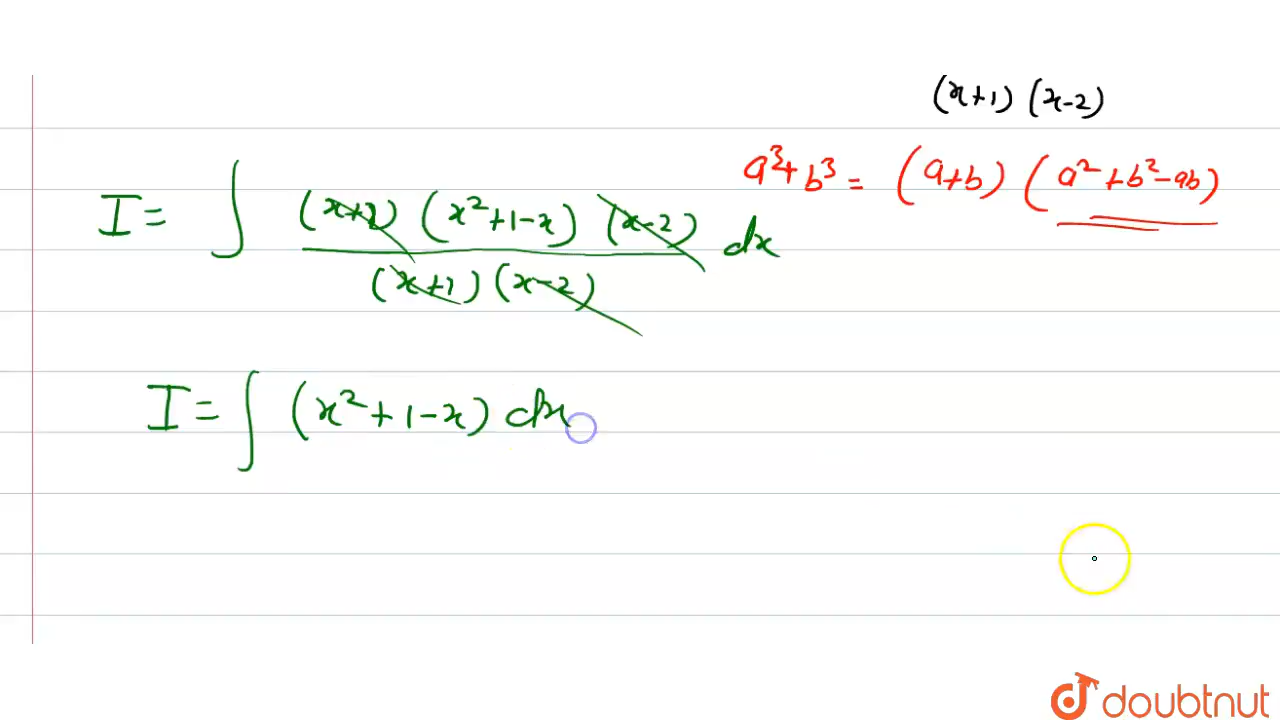 (x+1) (x-2)
a³+b³ = (a+b) (a²+b²-ab)
I = ∫ (x+1) (x²+1-x) (x-2) / (x+1) (x-2) dx
I = ∫ (x²+1-x) dx
doubtnut